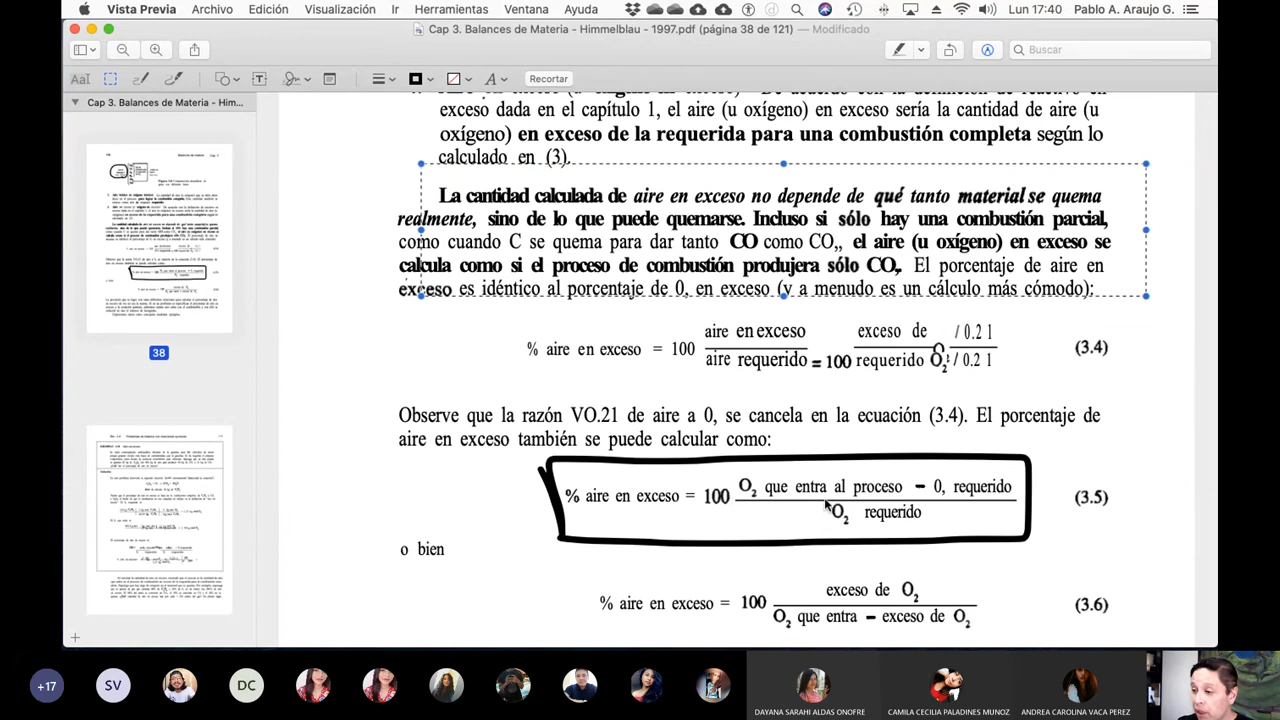 Vista Previa Archivo Edición Visualización Ir Herramientas Ventana Ayuda Lun 17:40 Pablo A. Araujo G.
Cap 3. Balances de Materia - Himmelblau - 1997.pdf (página 38 de 121) — Modificado
Buscar
Recortar
Cap 3. Balances de Materia - Him...
38
exceso dada en el capítulo 1, el aire (u oxígeno) en exceso sería la cantidad de aire (u
oxígeno) en exceso de la requerida para una combustión completa según lo
calculado en (3).
La cantidad calculada de aire en exceso no depende de qué tanto material se quema
realmente, sino de lo que puede quemarse. Incluso si sólo hay una combustión parcial,
como cuando C se quema para dar tanto CO como CO,, el aire (u oxígeno) en exceso se
calcula como si el proceso de combustión produjera sólo CO,. El porcentaje de aire en
exceso es idéntico al porcentaje de 0, en exceso (y a menudo es un cálculo más cómodo):
% aire en exceso = 100 aire en exceso / aire requerido = 100 exceso de O2 / 0.2 1 / requerido O2 / 0.2 1 (3.4)
Observe que la razón VO.21 de aire a 0, se cancela en la ecuación (3.4). El porcentaje de
aire en exceso también se puede calcular como:
% aire en exceso = 100 O2 que entra al proceso - 0, requerido / O2 requerido (3.5)
o bien
% aire en exceso = 100 exceso de O2 / O2 que entra - exceso de O2 (3.6)
+17 SV DC
DAYANA SARAHI ALDAS ONOFRE CAMILA CECILIA PALADINES MUNOZ ANDREA CAROLINA VACA PEREZ